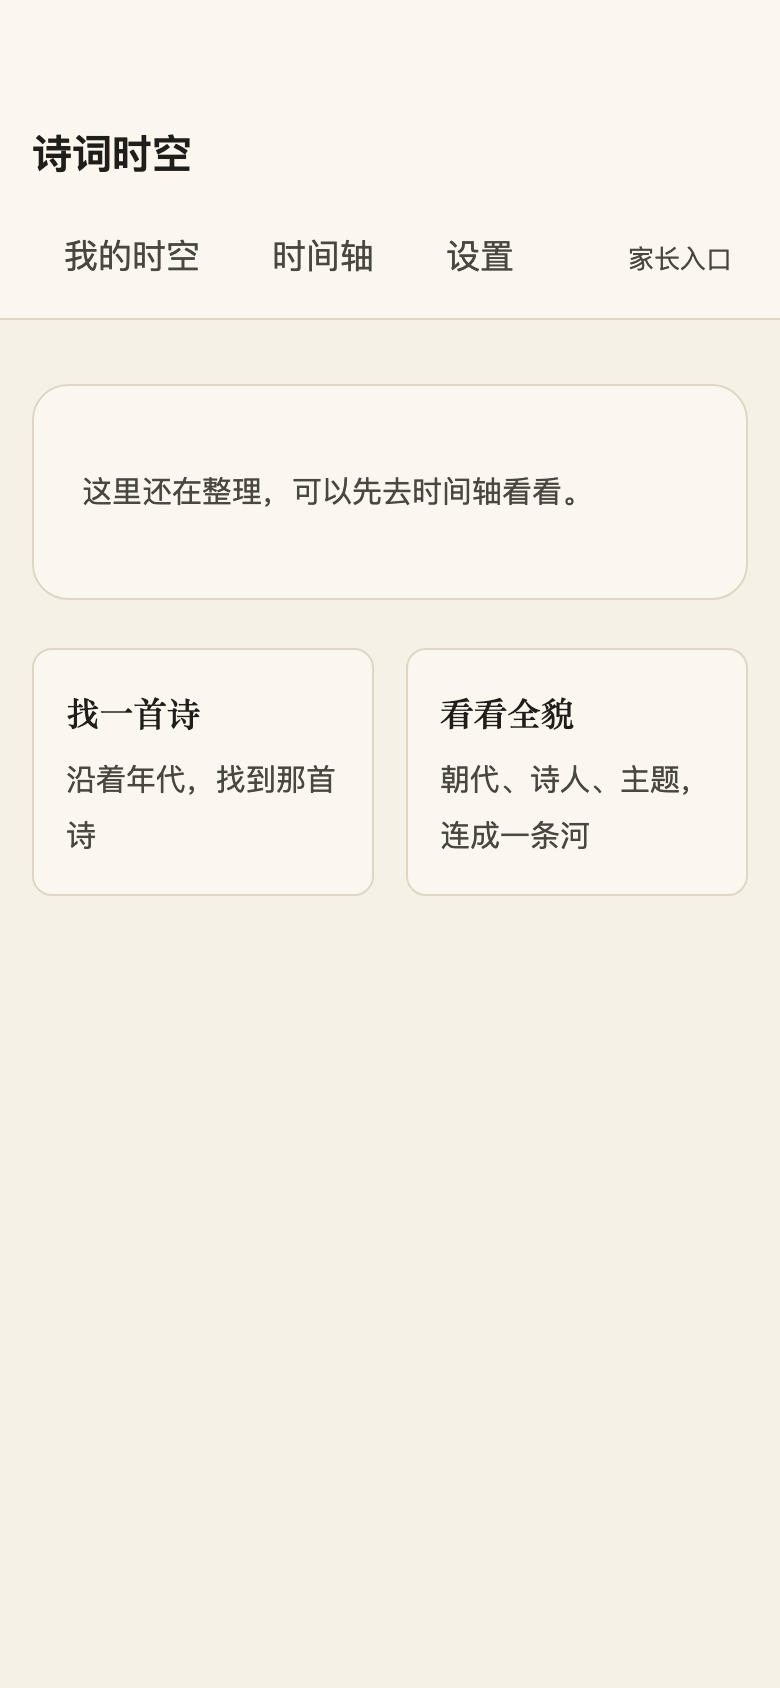 诗词时空
我的时空 时间轴 设置 家长入口
这里还在整理，可以先去时间轴看看。
找一首诗
沿着年代，找到那首
诗
看看全貌
朝代、诗人、主题，
连成一条河